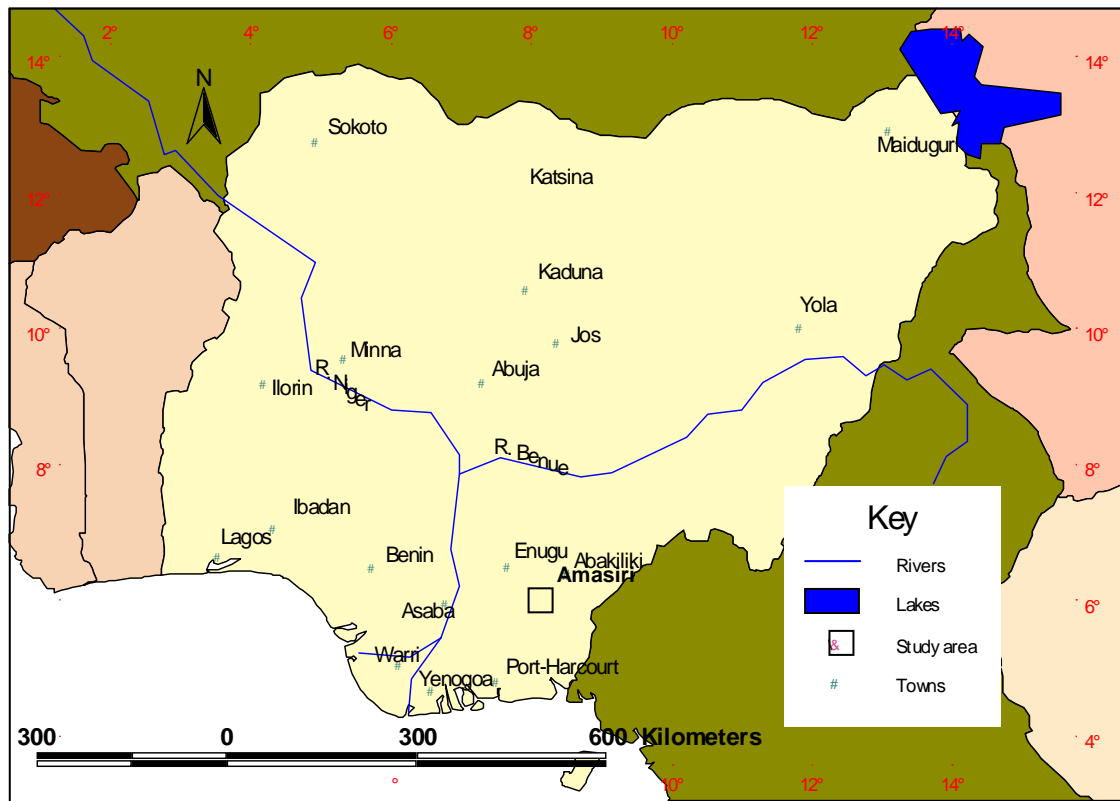 2° 4° 6° 8° 10° 12° 14°
14° 14°
N
Sokoto
Maiduguri
Katsina
12° 12°
Kaduna
Yola
10° 10°
Jos
Minna
Abuja
Ilorin
R. Niger
R. Benue
8° 8°
Ibadan
Lagos
Benin
Enugu
Abakiliki
Amasiri
Asaba
6° 6°
Warri
Port-Harcourt
Yenogoa
Key
Rivers
Lakes
& Study area
# Towns
300 0 300 600 Kilometers
4°
° 10° 12° 14°